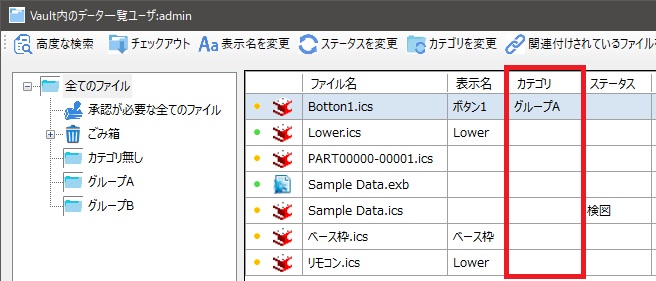 Vault内のデータ一覧ユーザ:admin
高度な検索 チェックアウト Aa 表示名を変更 ステータスを変更 カテゴリを変更 関連付けされているファイルを
全てのファイル
承認が必要な全てのファイル
ごみ箱
カテゴリ無し
グループA
グループB
ファイル名 表示名 カテゴリ ステータス
Botton1.ics ボタン1 グループA
Lower.ics Lower
PART00000-00001.ics
Sample Data.exb
Sample Data.ics 検図
ベース枠.ics ベース枠
リモコン.ics Lower